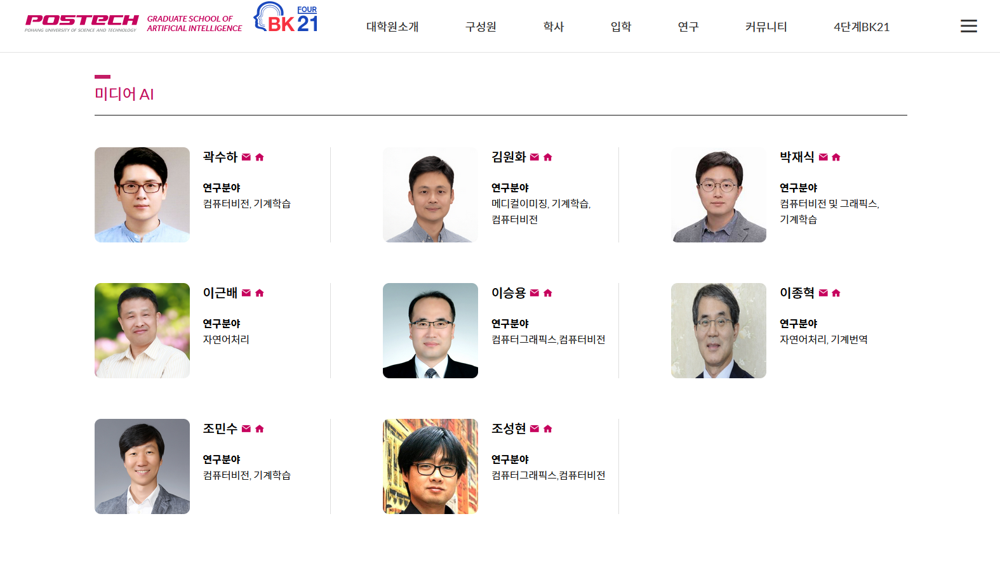 POSTECH
POHANG UNIVERSITY OF SCIENCE AND TECHNOLOGY
GRADUATE SCHOOL OF
ARTIFICIAL INTELLIGENCE
FOUR
BK 21
대학원소개 구성원 학사 입학 연구 커뮤니티 4단계BK21
미디어 AI
곽수하
연구분야
컴퓨터비전, 기계학습
김원화
연구분야
메디컬이미징, 기계학습,
컴퓨터비전
박재식
연구분야
컴퓨터비전 및 그래픽스,
기계학습
이근배
연구분야
자연어처리
이승용
연구분야
컴퓨터그래픽스,컴퓨터비전
이종혁
연구분야
자연어처리, 기계번역
조민수
연구분야
컴퓨터비전, 기계학습
조성현
연구분야
컴퓨터그래픽스,컴퓨터비전